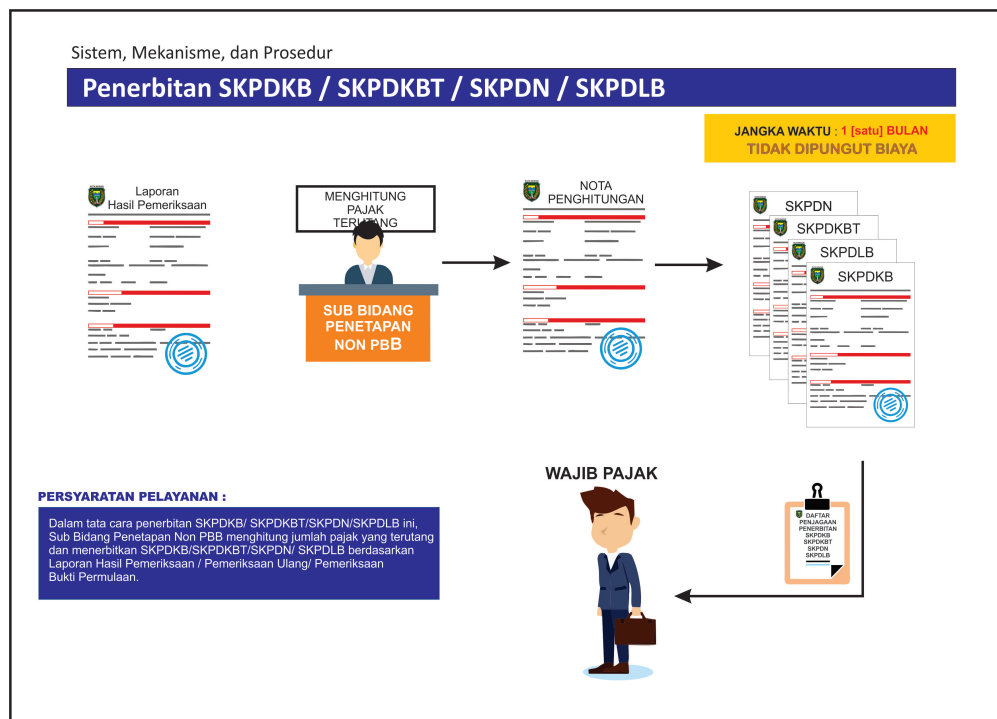 Sistem, Mekanisme, dan Prosedur
Penerbitan SKPDKB / SKPDKBT / SKPDN / SKPDLB
JANGKA WAKTU : 1 [satu] BULAN
TIDAK DIPUNGUT BIAYA
Laporan
Hasil Pemeriksaan
MENGHITUNG
PAJAK
TERUTANG
SUB BIDANG
PENETAPAN
NON PBB
NOTA
PENGHITUNGAN
SKPDN
SKPDKBT
SKPDLB
SKPDKB
WAJIB PAJAK
DAFTAR
PENJAGAAN
PENERBITAN
SKPDKB
SKPDKBT
SKPDN
SKPDLB
PERSYARATAN PELAYANAN :
Dalam tata cara penerbitan SKPDKB/ SKPDKBT/SKPDN/SKPDLB ini,
Sub Bidang Penetapan Non PBB menghitung jumlah pajak yang terutang
dan menerbitkan SKPDKB/SKPDKBT/SKPDN/ SKPDLB berdasarkan
Laporan Hasil Pemeriksaan / Pemeriksaan Ulang/ Pemeriksaan
Bukti Permulaan.